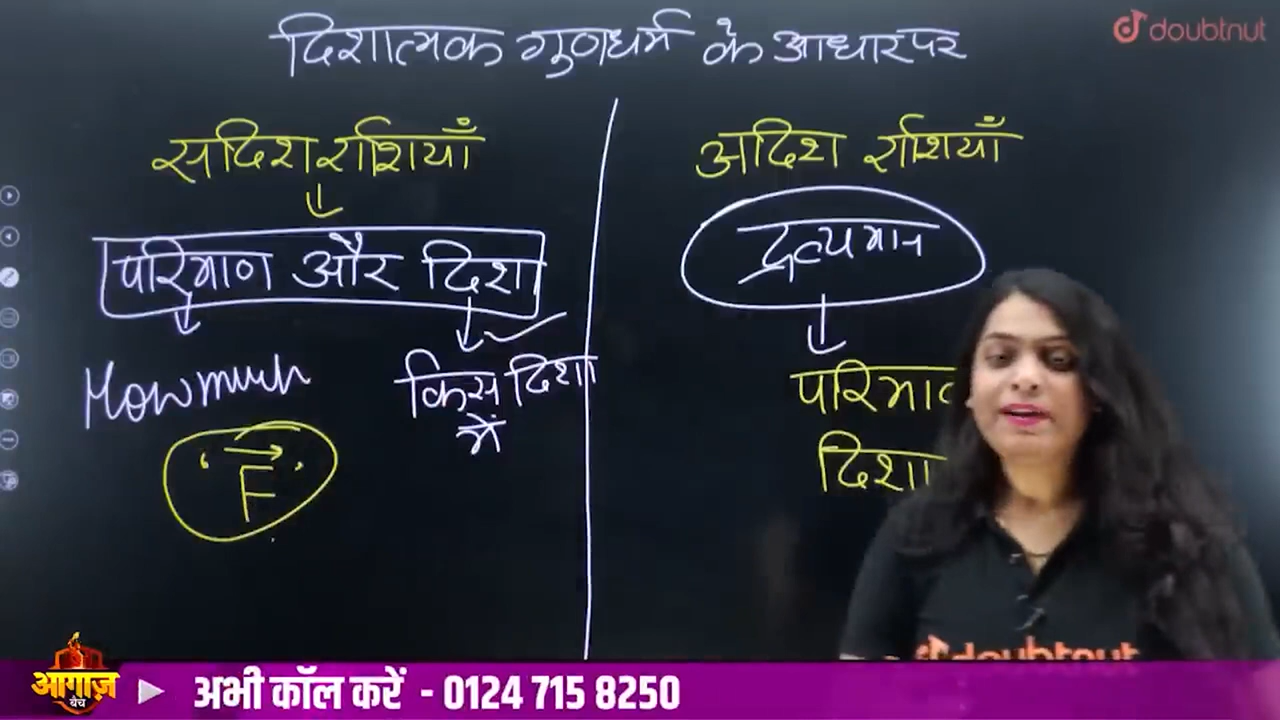 दिशात्मक गुणधर्म के आधार पर
doubtnut
सदिश राशियाँ
परिमाण और दिशा
How much
किस दिशा
में
F
अदिश राशियाँ
द्रव्यमान
दिशा
doubtnut
आगाज़
बैच
अभी कॉल करें - 0124 715 8250